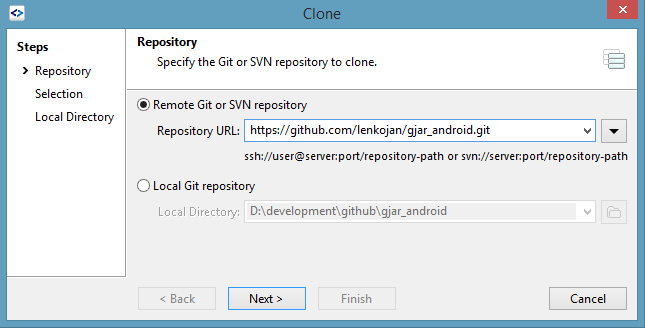 Clone
Steps
Repository
Selection
Local Directory
Repository
Specify the Git or SVN repository to clone.
Remote Git or SVN repository
Repository URL: https://github.com/lenkojan/gjar_android.git
ssh://user@server:port/repository-path or svn://server:port/repository-path
Local Git repository
Local Directory: D:\development\github\gjar_android
< Back Next > Finish Cancel